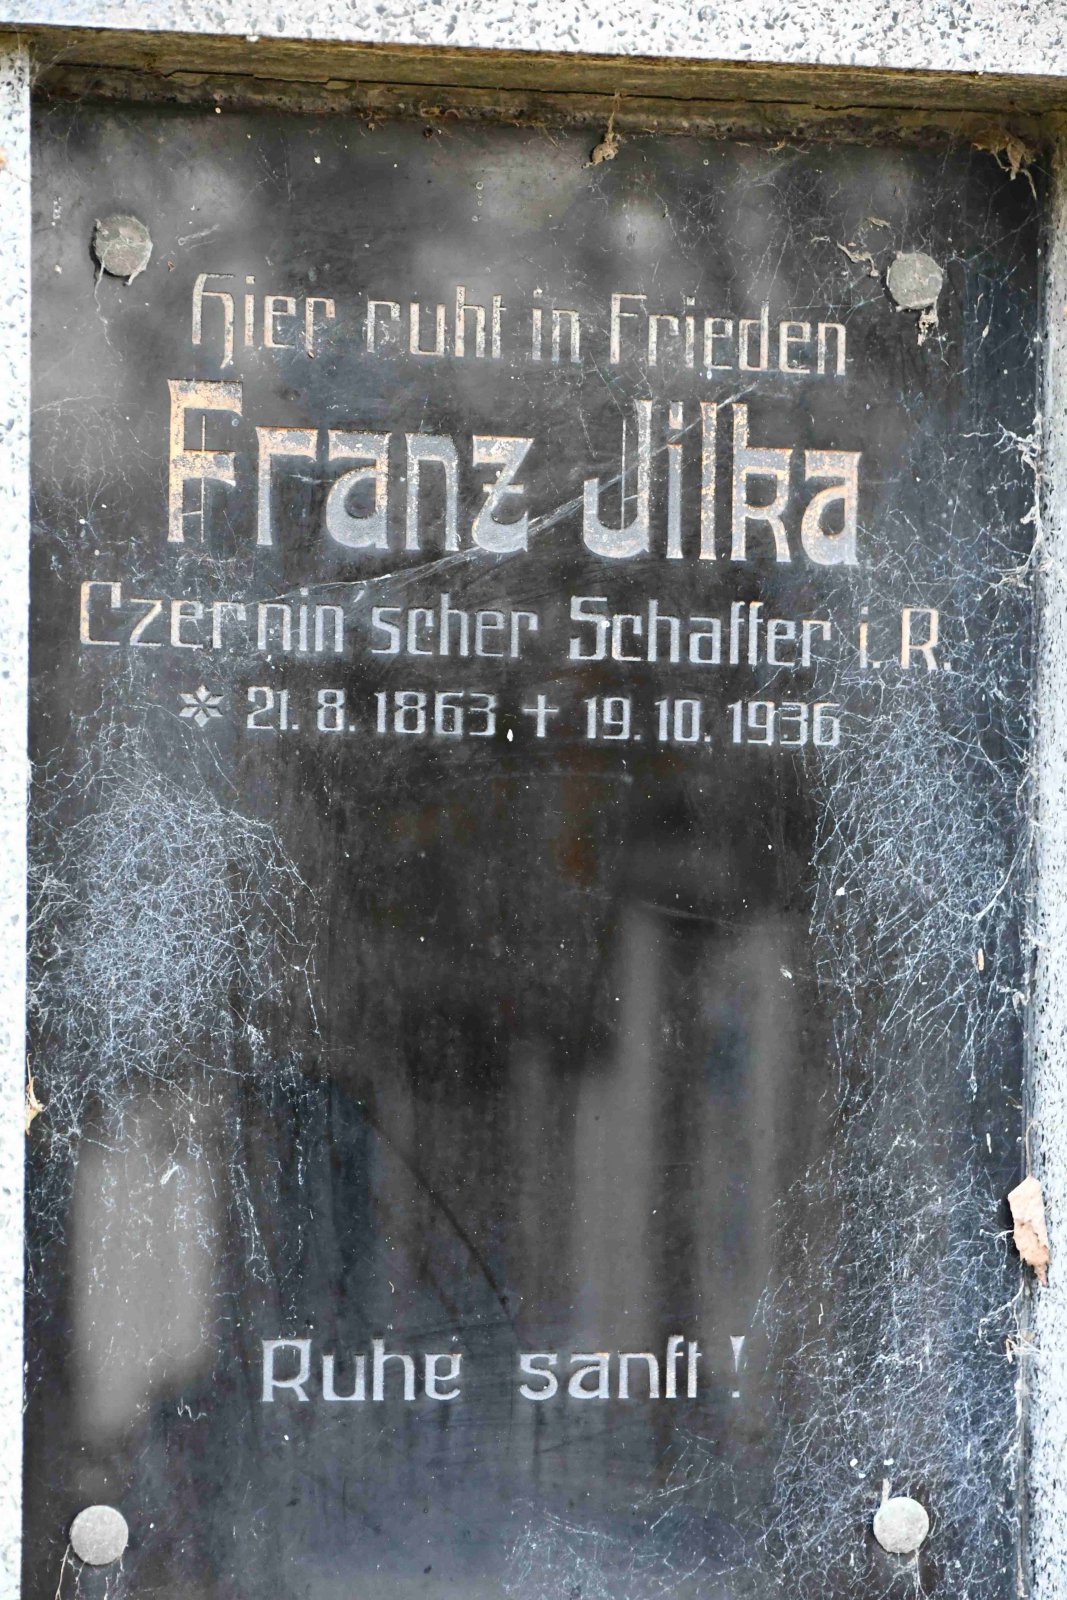 Hier ruht in Frieden
Franz Jilka
Czernin'scher Schaffer i. R.
* 21. 8. 1863 ✝ 19. 10. 1936
Ruhe sanft!